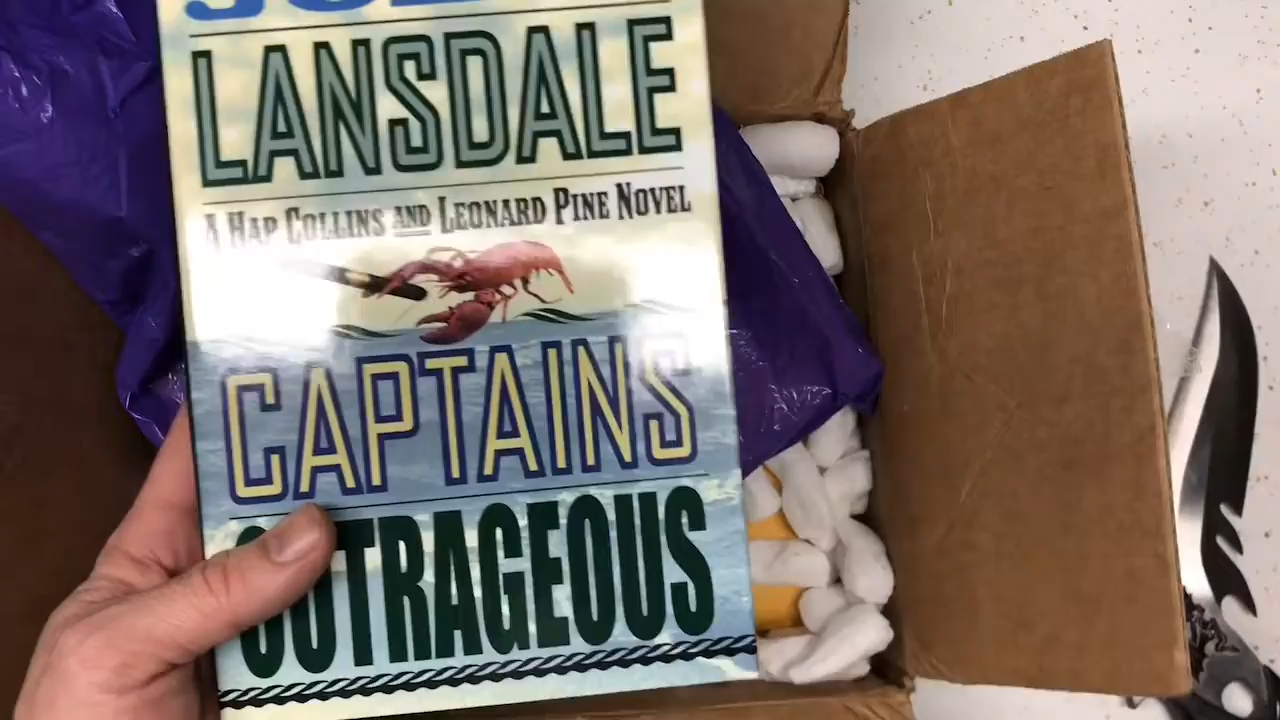 LANSDALE
A HAP COLLINS AND LEONARD PINE NOVEL
CAPTAINS
OUTRAGEOUS